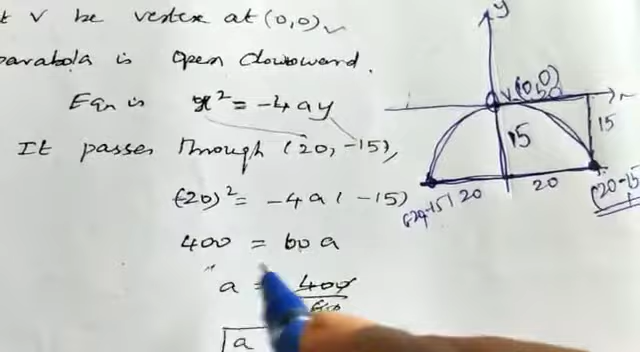 t V be vertex at (0,0)
parabola is Open downward.
Eqn is x² = -4ay
It passes through (20, -15),
(20)² = -4a(-15)
400 = 60a
a = 400/60
a
y
V(0,0)
x
15
15
(-20,-15)
20
20
(20-15